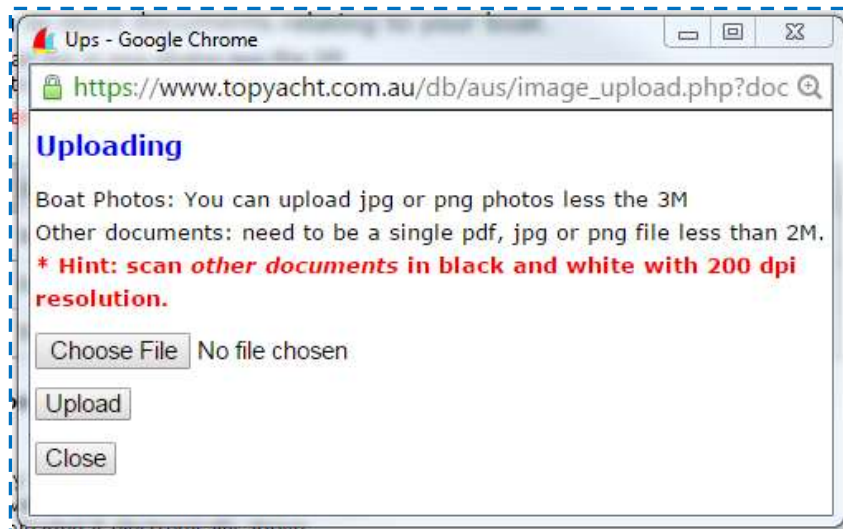 Ups - Google Chrome
https://www.topyacht.com.au/db/aus/image_upload.php?doc
Uploading
Boat Photos: You can upload jpg or png photos less the 3M
Other documents: need to be a single pdf, jpg or png file less than 2M.
* Hint: scan other documents in black and white with 200 dpi
resolution.
Choose File No file chosen
Upload
Close